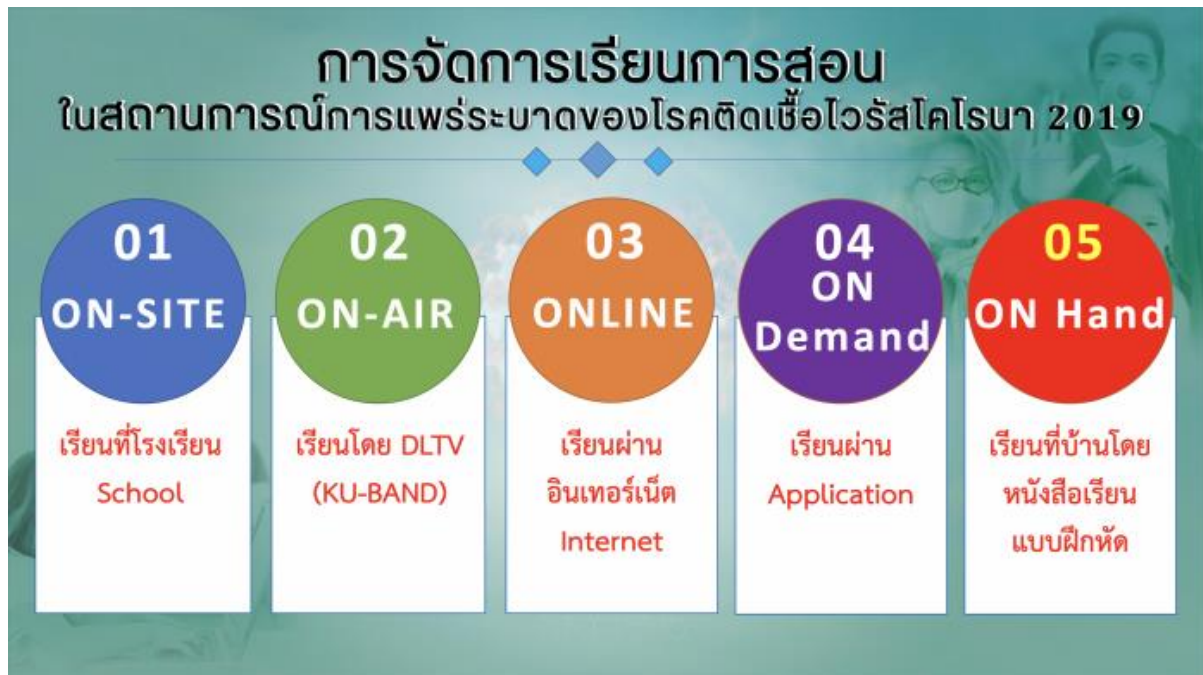 การจัดการเรียนการสอน
ในสถานการณ์การแพร่ระบาดของโรคติดเชื้อไวรัสโคโรนา 2019
01
ON-SITE
เรียนที่โรงเรียน
School
02
ON-AIR
เรียนโดย DLTV
(KU-BAND)
03
ONLINE
เรียนผ่าน
อินเทอร์เน็ต
Internet
04
ON
Demand
เรียนผ่าน
Application
05
ON Hand
เรียนที่บ้านโดย
หนังสือเรียน
แบบฝึกหัด